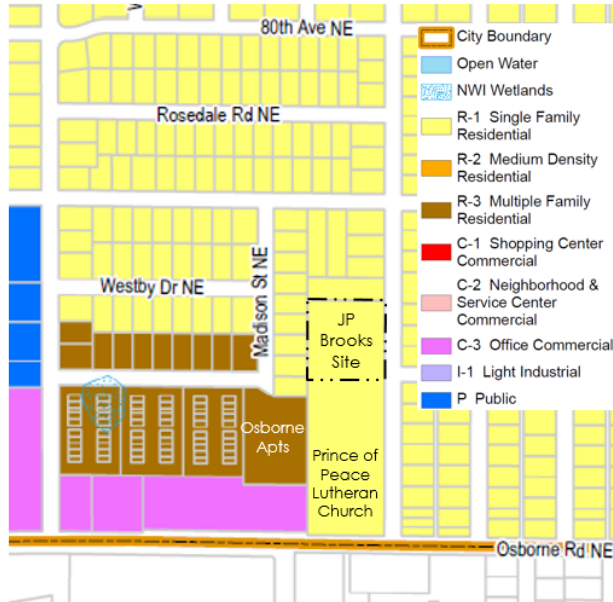 80th Ave NE
Rosedale Rd NE
Westby Dr NE
Madison St NE
JP
Brooks
Site
Osborne
Apts
Prince of
Peace
Lutheran
Church
Osborne Rd NE
City Boundary
Open Water
NWI Wetlands
R-1 Single Family
Residential
R-2 Medium Density
Residential
R-3 Multiple Family
Residential
C-1 Shopping Center
Commercial
C-2 Neighborhood &
Service Center
Commercial
C-3 Office Commercial
I-1 Light Industrial
P Public